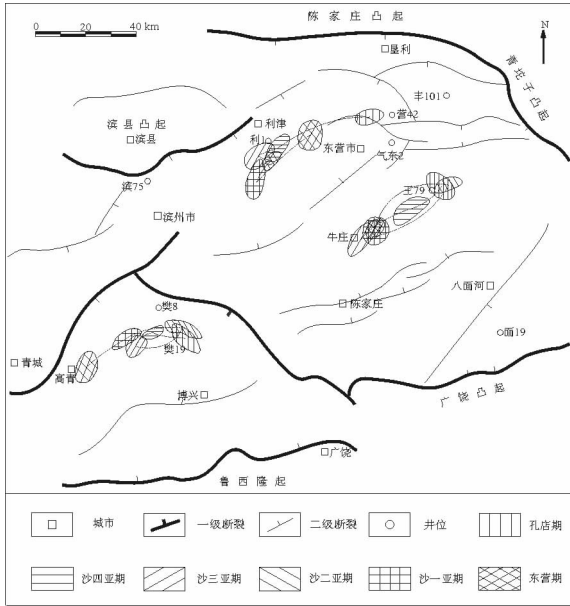 0 20 40 km
陈家庄凸起
N
垦利
青坨子凸起
丰101
滨县凸起
滨县
利津
利1
营42
东营市
气东2
滨75
王79
滨州市
牛庄
八面河
陈家庄
樊8
面19
樊19
青城
高青
博兴
广饶凸起
广饶
鲁西隆起
城市
一级断裂
二级断裂
井位
孔店期
沙四亚期
沙三亚期
沙二亚期
沙一亚期
东营期